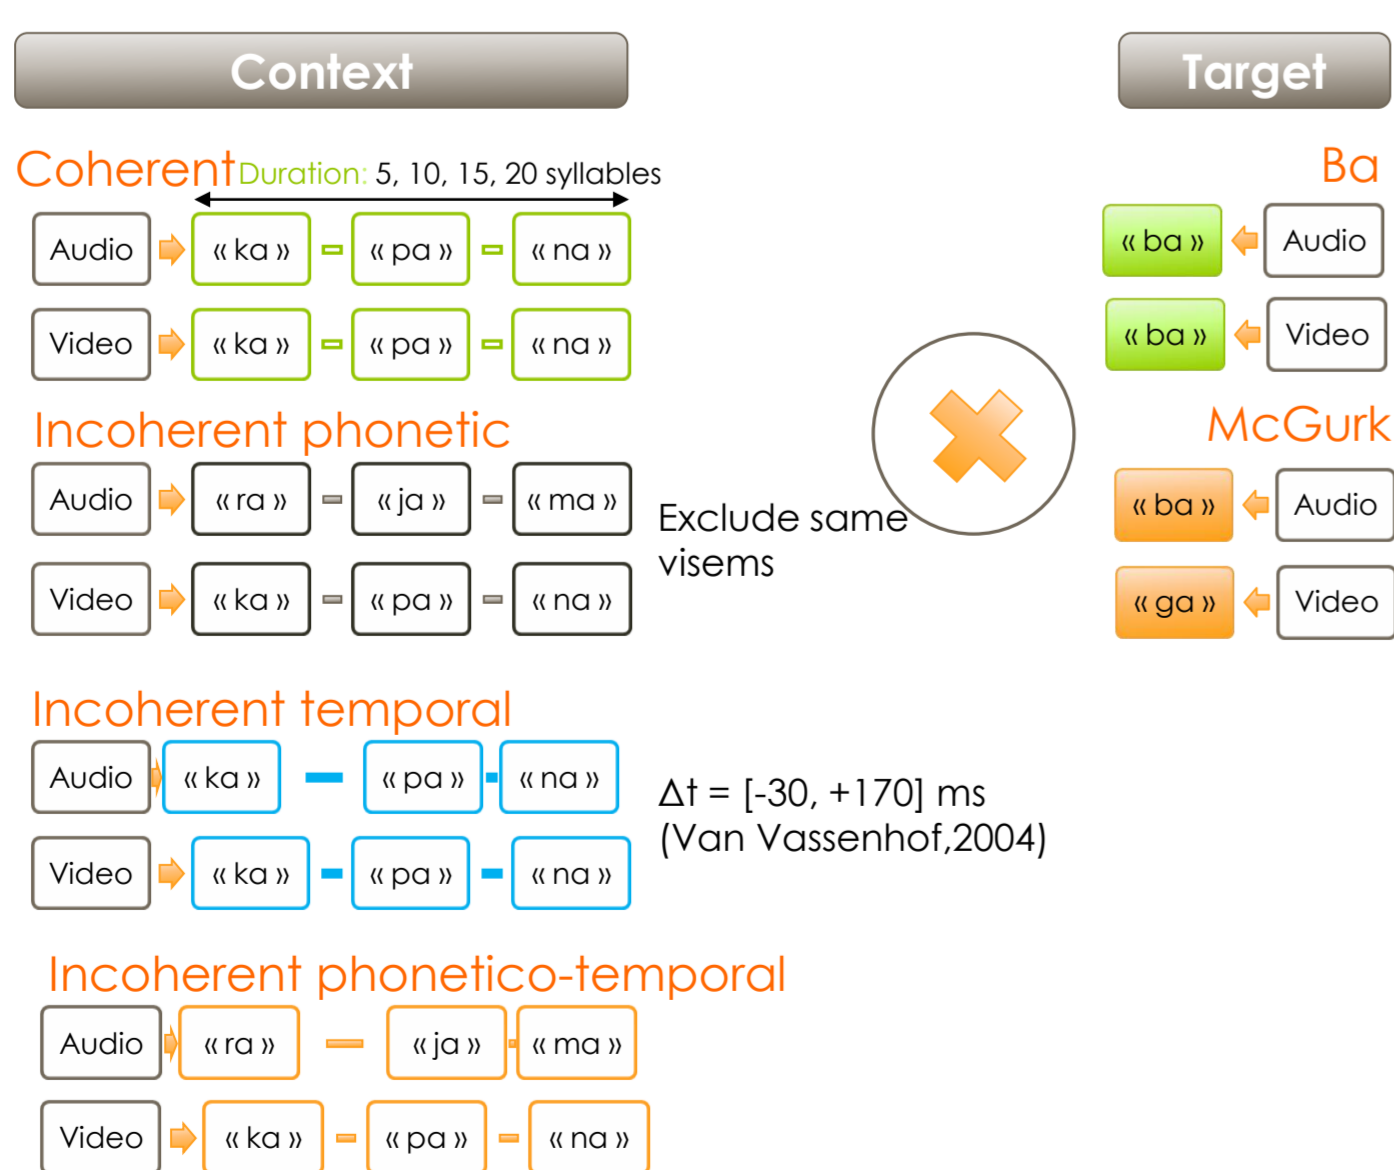 Context
Target
Coherent Duration: 5, 10, 15, 20 syllables
Audio « ka » « pa » « na »
Video « ka » « pa » « na »
Incoherent phonetic
Audio « ra » « ja » « ma »
Video « ka » « pa » « na »
Exclude same
visems
Incoherent temporal
Audio « ka » « pa » « na »
Video « ka » « pa » « na »
Δt = [-30, +170] ms
(Van Vassenhof,2004)
Incoherent phonetico-temporal
Audio « ra » « ja » « ma »
Video « ka » « pa » « na »
Ba
« ba » Audio
« ba » Video
McGurk
« ba » Audio
« ga » Video